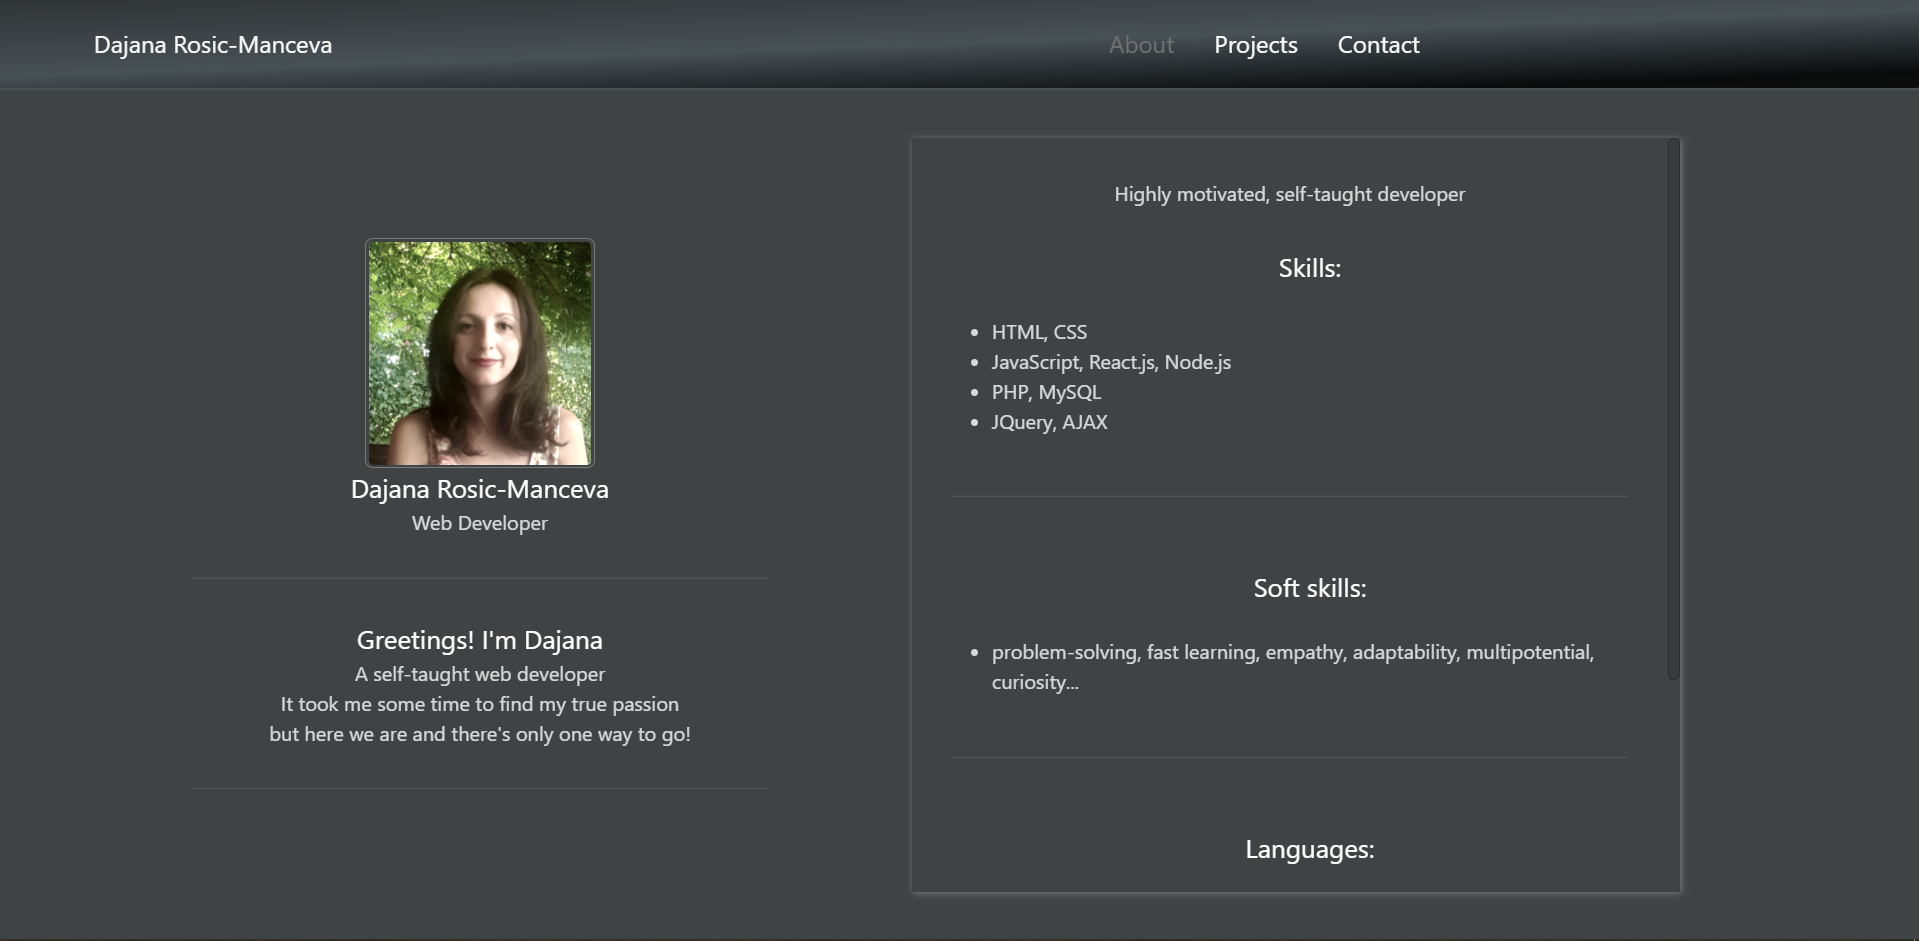 Dajana Rosic-Manceva
About Projects Contact
Dajana Rosic-Manceva
Web Developer
Greetings! I'm Dajana
A self-taught web developer
It took me some time to find my true passion
but here we are and there's only one way to go!
Highly motivated, self-taught developer
Skills:
HTML, CSS
JavaScript, React.js, Node.js
PHP, MySQL
JQuery, AJAX
Soft skills:
problem-solving, fast learning, empathy, adaptability, multipotential,
curiosity...
Languages: